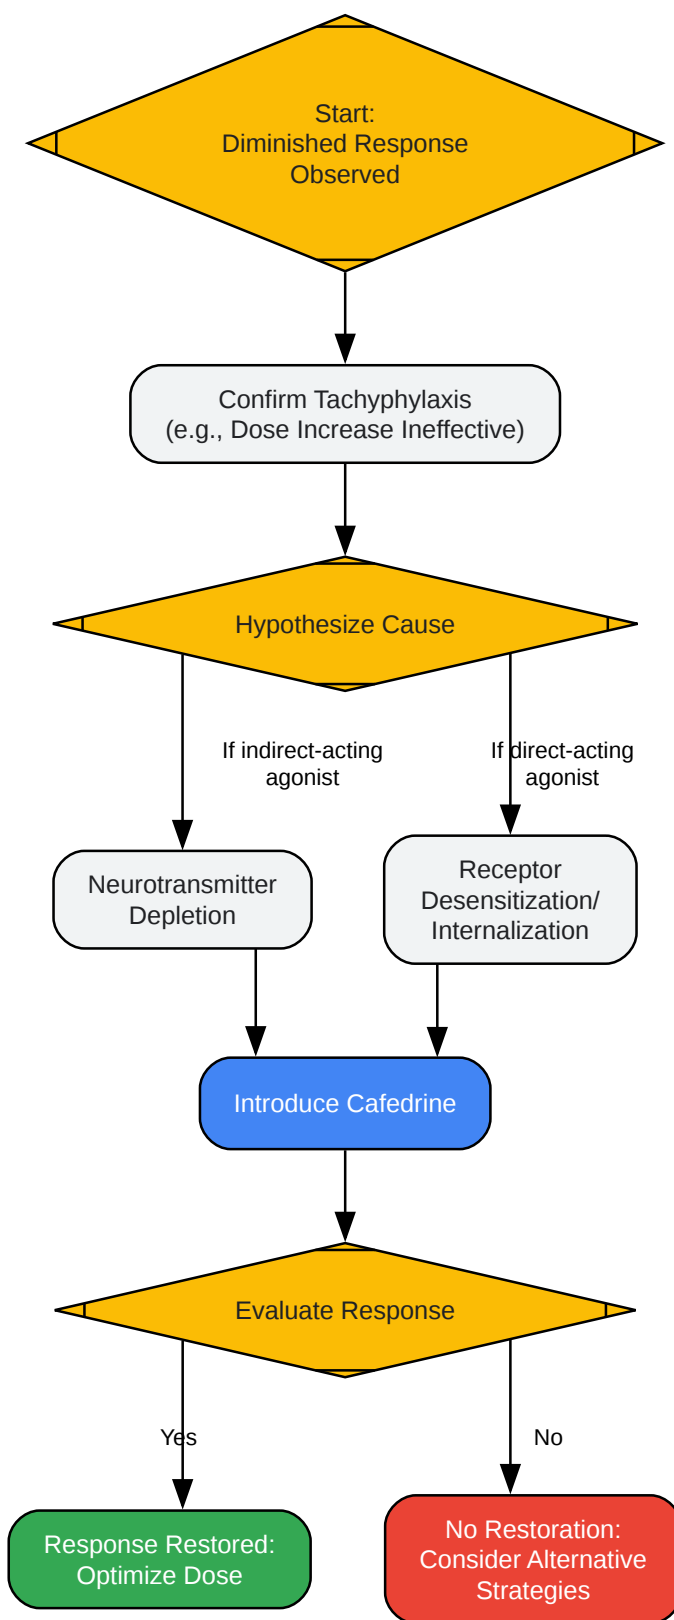 Start:
Diminished Response
Observed
Confirm Tachyphylaxis
(e.g., Dose Increase Ineffective)
Hypothesize Cause
If indirect-acting
agonist
If direct-acting
agonist
Neurotransmitter
Depletion
Receptor
Desensitization/
Internalization
Introduce Cafedrine
Evaluate Response
Yes
No
Response Restored:
Optimize Dose
No Restoration:
Consider Alternative
Strategies